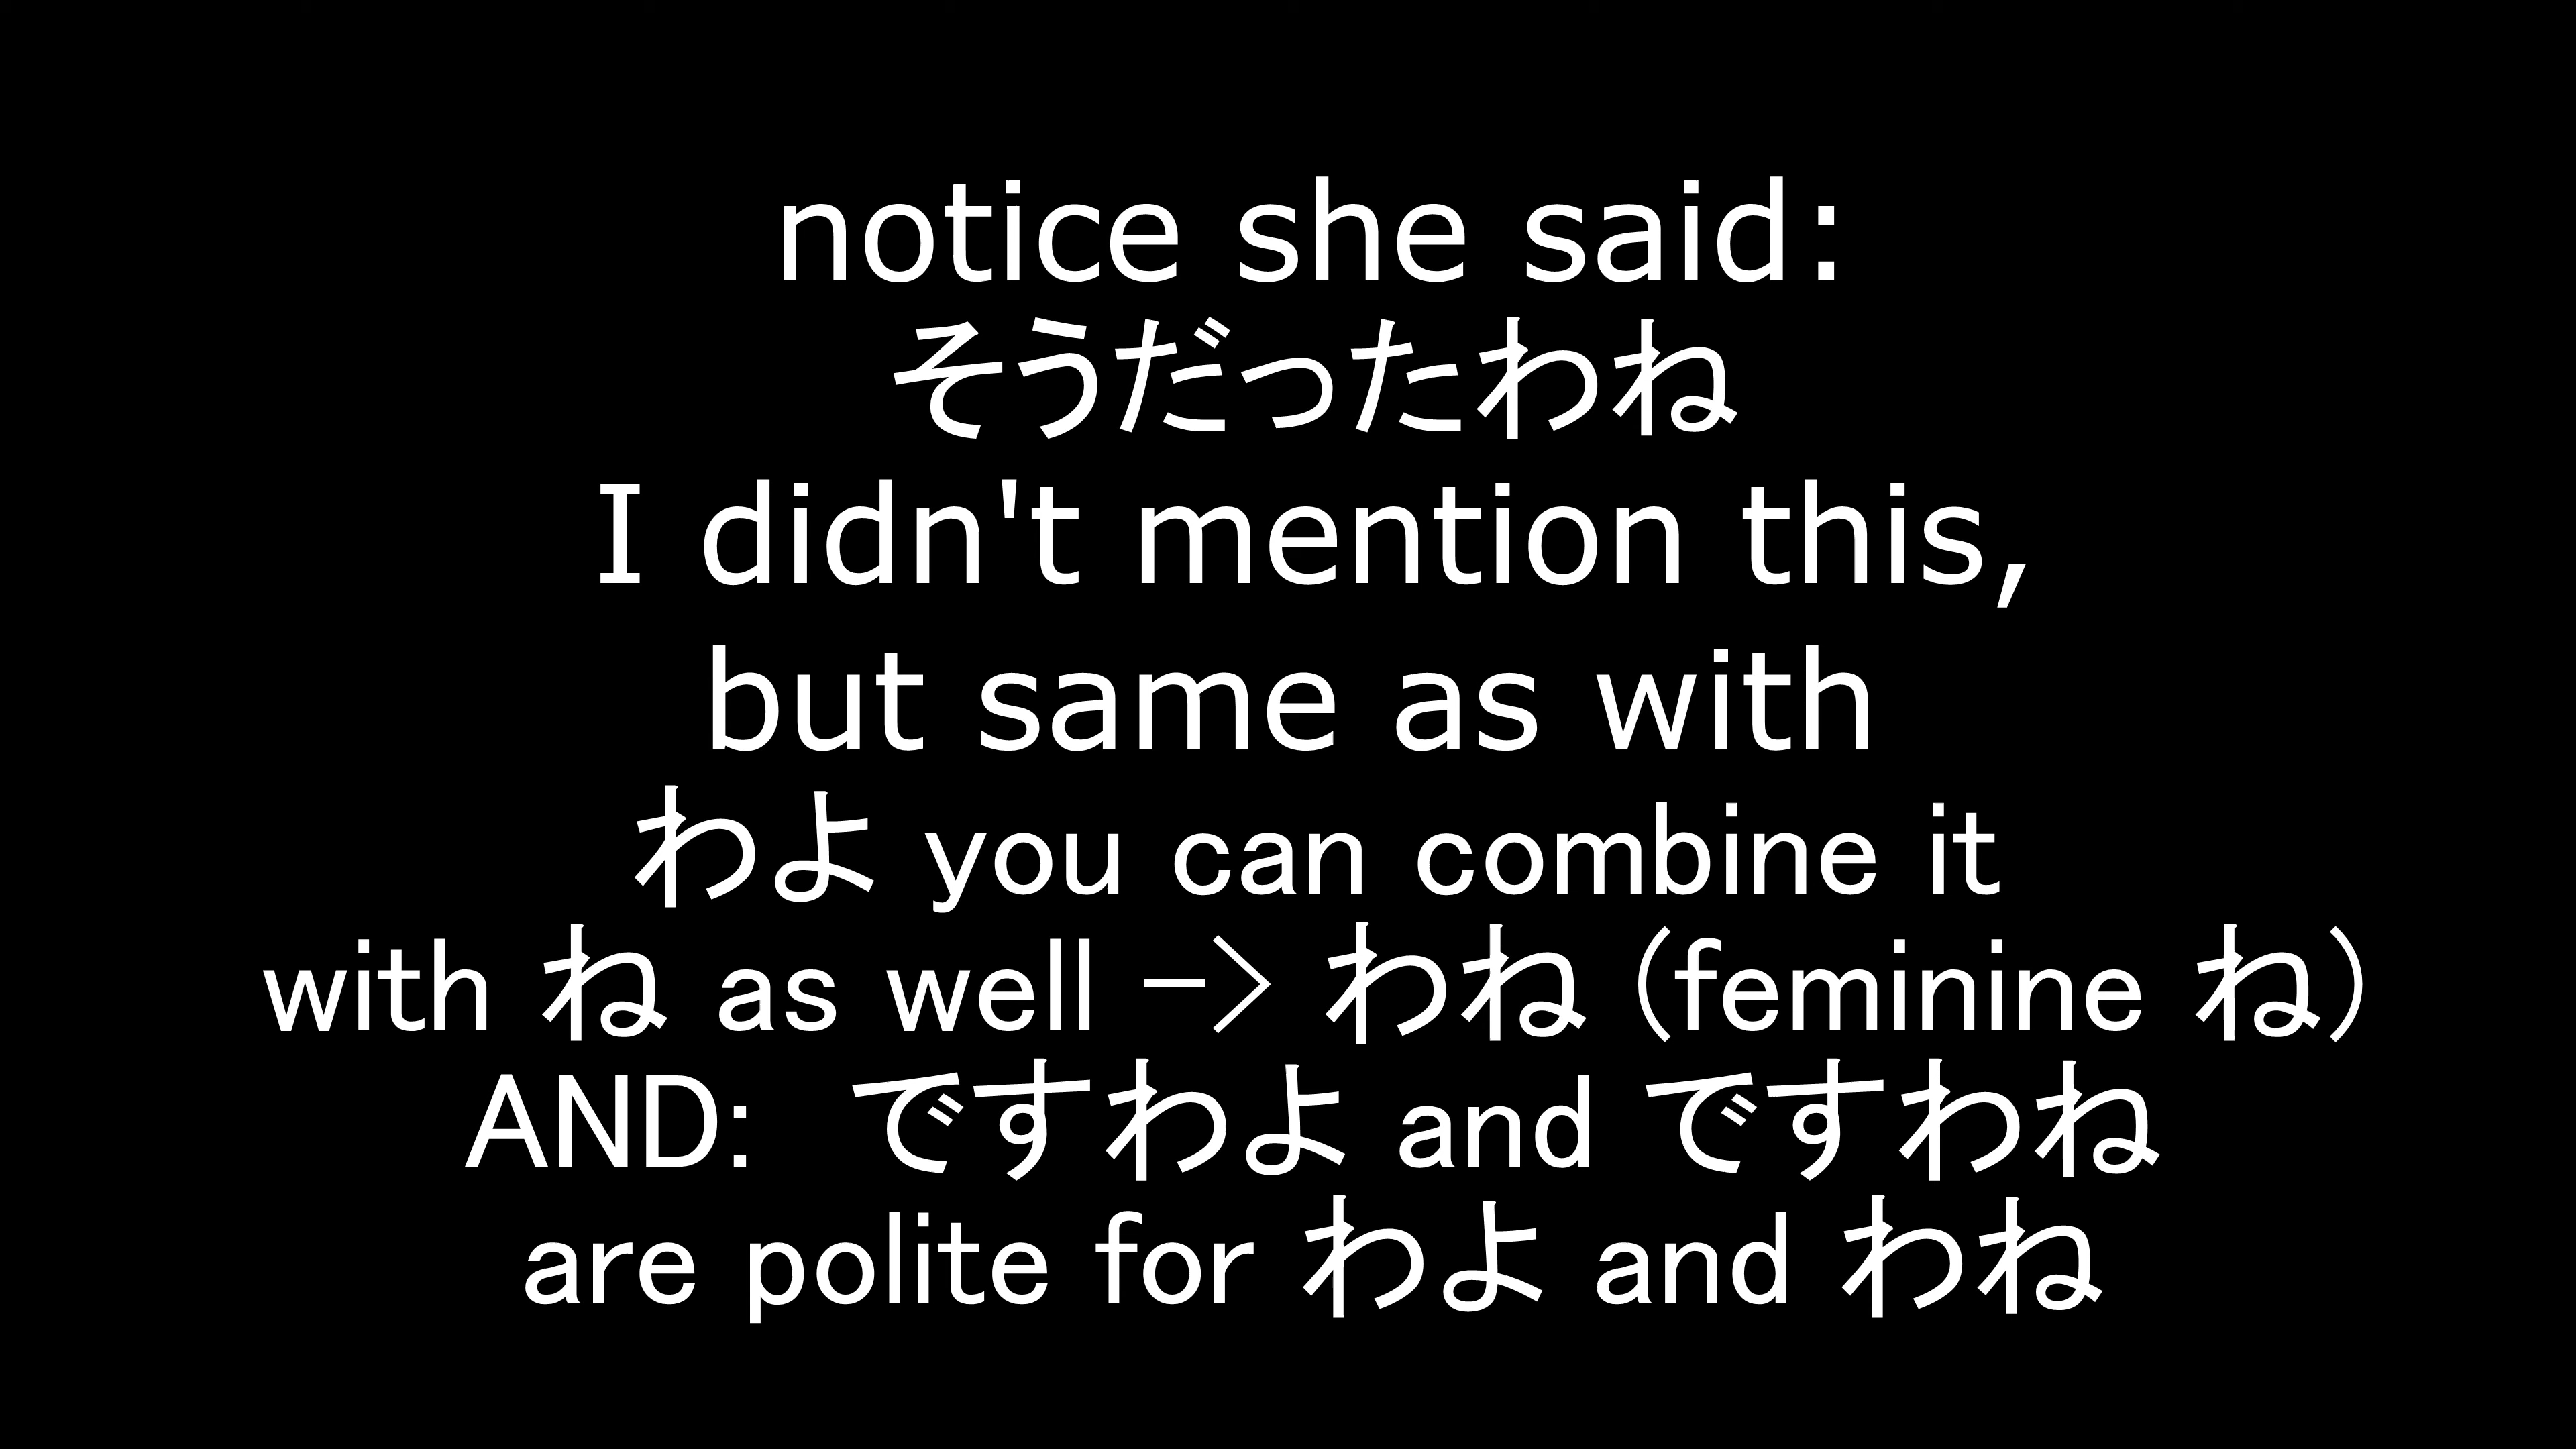 notice she said:
そうだったわね
I didn't mention this,
but same as with
わよ you can combine it
with ね as well -> わね (feminine ね)
AND:　ですわよ and ですわね
are polite for わよ and わね